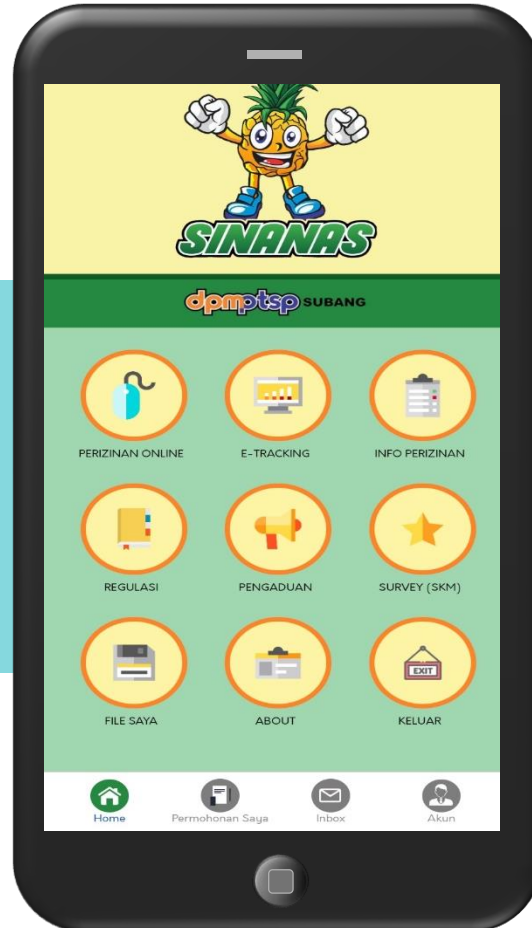 SINANAS
dpmptsp SUBANG
PERIZINAN ONLINE
E-TRACKING
INFO PERIZINAN
REGULASI
PENGADUAN
SURVEY (SKM)
EXIT
FILE SAYA
ABOUT
KELUAR
Home
Permohonan Saya
Inbox
Akun